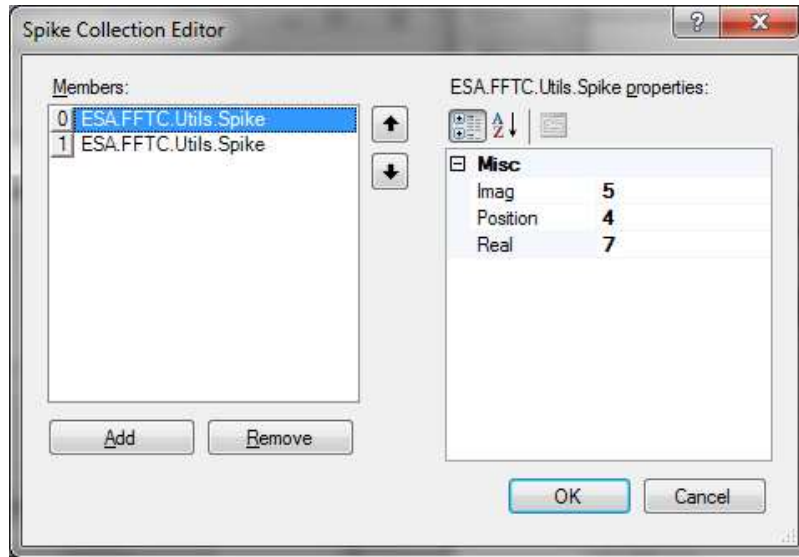 Spike Collection Editor
?
X
Members:
0 ESA.FFTC.Utils.Spike
1 ESA.FFTC.Utils.Spike
Add
Remove
ESA.FFTC.Utils.Spike properties:
A
Z
Misc
Imag 5
Position 4
Real 7
OK
Cancel